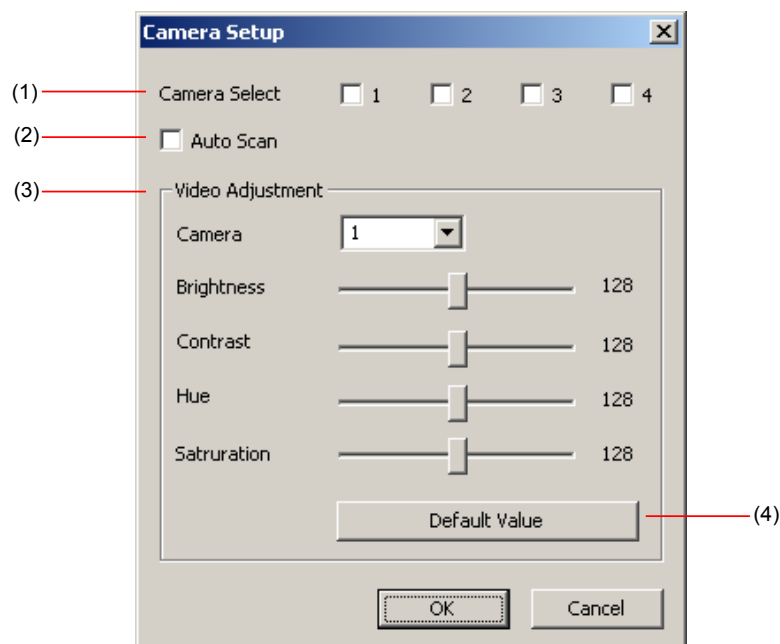 Camera Setup
(1) Camera Select 1 2 3 4
(2) Auto Scan
(3) Video Adjustment
Camera 1
Brightness 128
Contrast 128
Hue 128
Satruration 128
Default Value (4)
OK Cancel